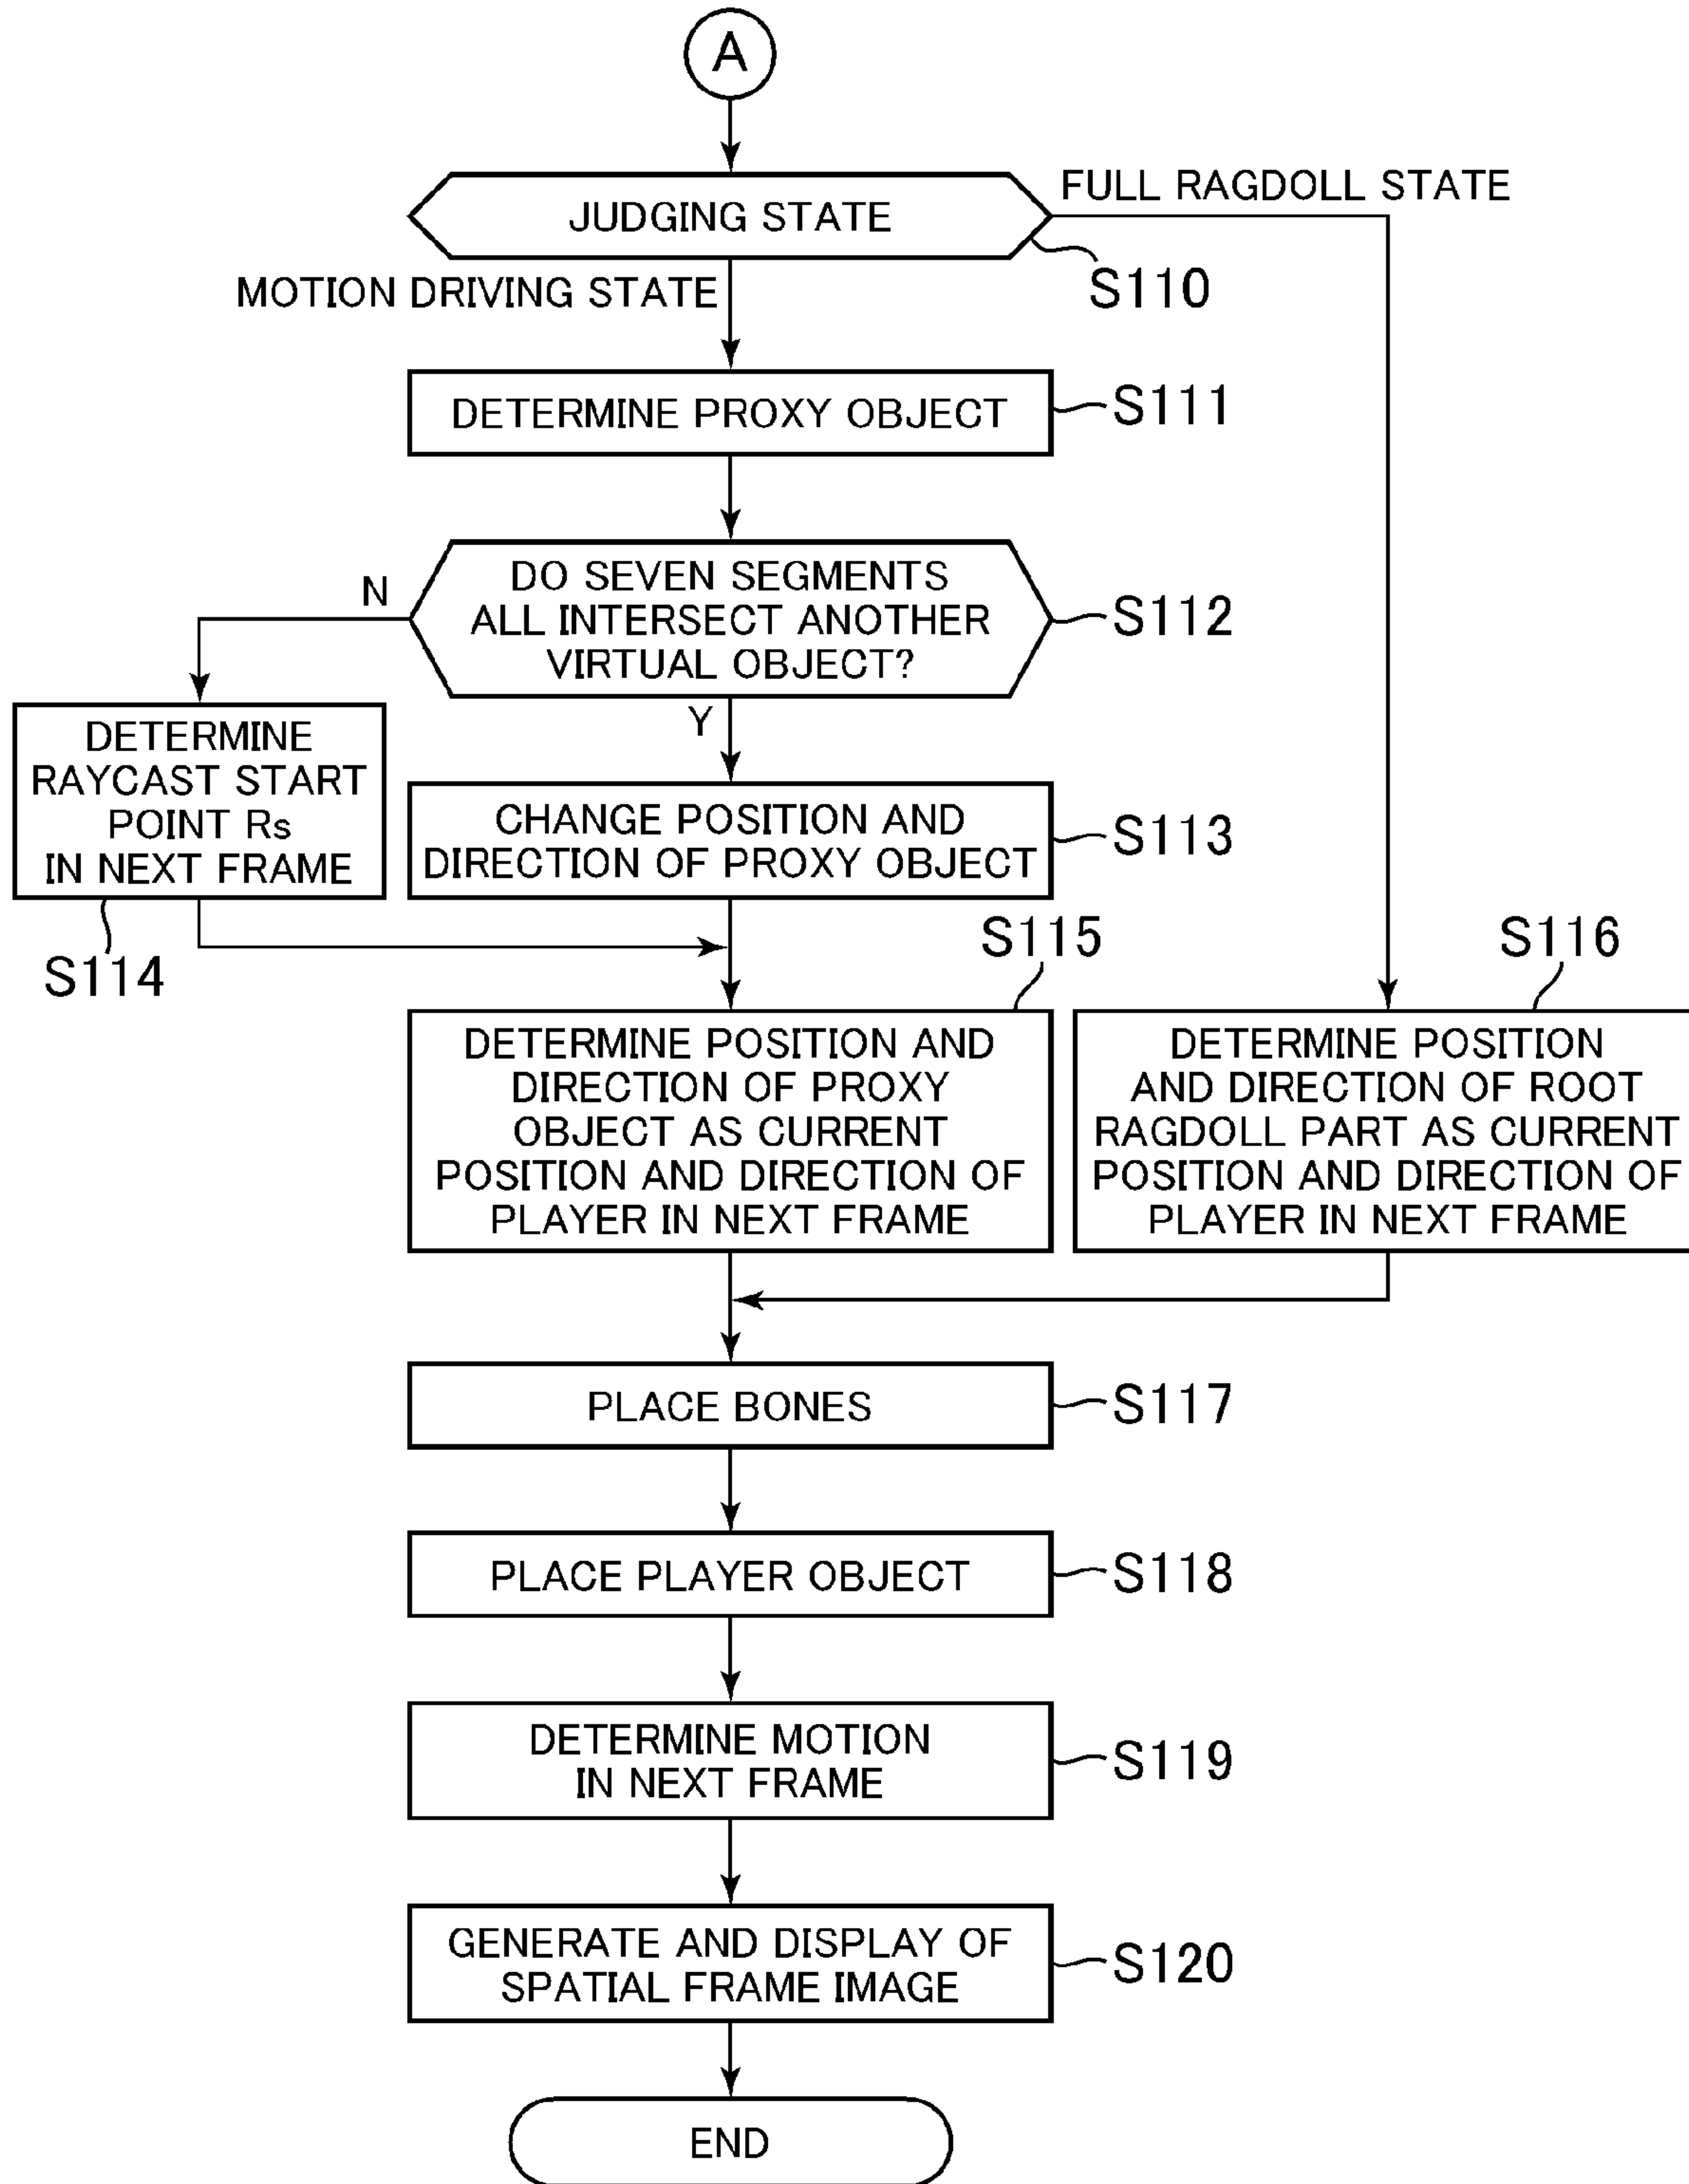 A
FULL RAGDOLL STATE
JUDGING STATE
S110
MOTION DRIVING STATE
DETERMINE PROXY OBJECT
S111
DO SEVEN SEGMENTS
ALL INTERSECT ANOTHER
VIRTUAL OBJECT?
S112
N
Y
DETERMINE
RAYCAST START
POINT Rs
IN NEXT FRAME
S114
CHANGE POSITION AND
DIRECTION OF PROXY OBJECT
S113
S115
DETERMINE POSITION AND
DIRECTION OF PROXY
OBJECT AS CURRENT
POSITION AND DIRECTION OF
PLAYER IN NEXT FRAME
S116
DETERMINE POSITION
AND DIRECTION OF ROOT
RAGDOLL PART AS CURRENT
POSITION AND DIRECTION OF
PLAYER IN NEXT FRAME
PLACE BONES
S117
PLACE PLAYER OBJECT
S118
DETERMINE MOTION
IN NEXT FRAME
S119
GENERATE AND DISPLAY OF
SPATIAL FRAME IMAGE
S120
END